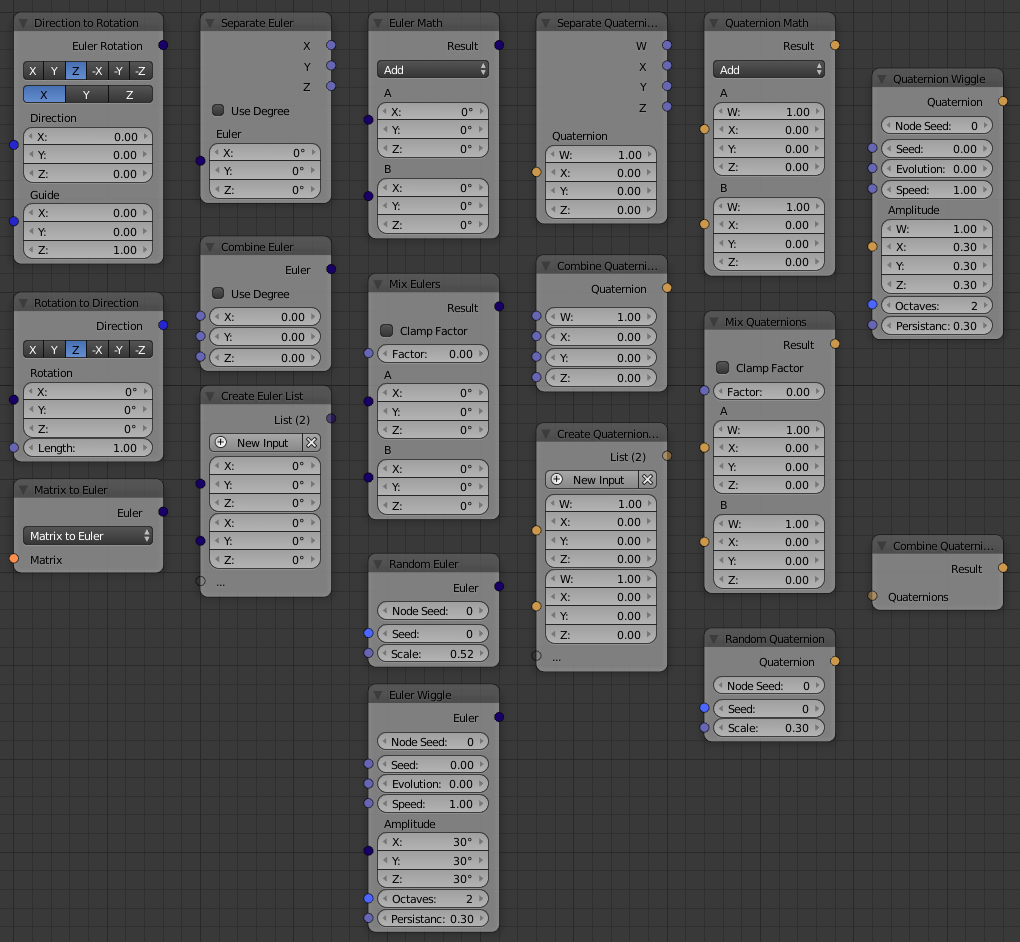 Direction to Rotation
Euler Rotation
X Y Z -X -Y -Z
X Y Z
Direction
X: 0.00
Y: 0.00
Z: 0.00
Guide
X: 0.00
Y: 0.00
Z: 1.00
Rotation to Direction
Direction
X Y Z -X -Y -Z
Rotation
X: 0°
Y: 0°
Z: 0°
Length: 1.00
Matrix to Euler
Euler
Matrix to Euler
Matrix
Separate Euler
X
Y
Z
Use Degree
Euler
X: 0°
Y: 0°
Z: 0°
Combine Euler
Euler
Use Degree
X: 0.00
Y: 0.00
Z: 0.00
Create Euler List
List (2)
New Input
X: 0°
Y: 0°
Z: 0°
X: 0°
Y: 0°
Z: 0°
...
Euler Math
Result
Add
A
X: 0°
Y: 0°
Z: 0°
B
X: 0°
Y: 0°
Z: 0°
Mix Eulers
Result
Clamp Factor
Factor: 0.00
A
X: 0°
Y: 0°
Z: 0°
B
X: 0°
Y: 0°
Z: 0°
Random Euler
Euler
Node Seed: 0
Seed: 0
Scale: 0.52
Euler Wiggle
Euler
Node Seed: 0
Seed: 0.00
Evolution: 0.00
Speed: 1.00
Amplitude
X: 30°
Y: 30°
Z: 30°
Octaves: 2
Persistanc: 0.30
Separate Quaterni...
W
X
Y
Z
Quaternion
W: 1.00
X: 0.00
Y: 0.00
Z: 0.00
Combine Quaterni...
Quaternion
W: 1.00
X: 0.00
Y: 0.00
Z: 0.00
Create Quaternion...
List (2)
New Input
W: 1.00
X: 0.00
Y: 0.00
Z: 0.00
W: 1.00
X: 0.00
Y: 0.00
Z: 0.00
...
Quaternion Math
Result
Add
A
W: 1.00
X: 0.00
Y: 0.00
Z: 0.00
B
W: 1.00
X: 0.00
Y: 0.00
Z: 0.00
Mix Quaternions
Result
Clamp Factor
Factor: 0.00
A
W: 1.00
X: 0.00
Y: 0.00
Z: 0.00
B
W: 1.00
X: 0.00
Y: 0.00
Z: 0.00
Random Quaternion
Quaternion
Node Seed: 0
Seed: 0
Scale: 0.30
Quaternion Wiggle
Quaternion
Node Seed: 0
Seed: 0.00
Evolution: 0.00
Speed: 1.00
Amplitude
W: 1.00
X: 0.30
Y: 0.30
Z: 0.30
Octaves: 2
Persistanc: 0.30
Combine Quaterni...
Result
Quaternions